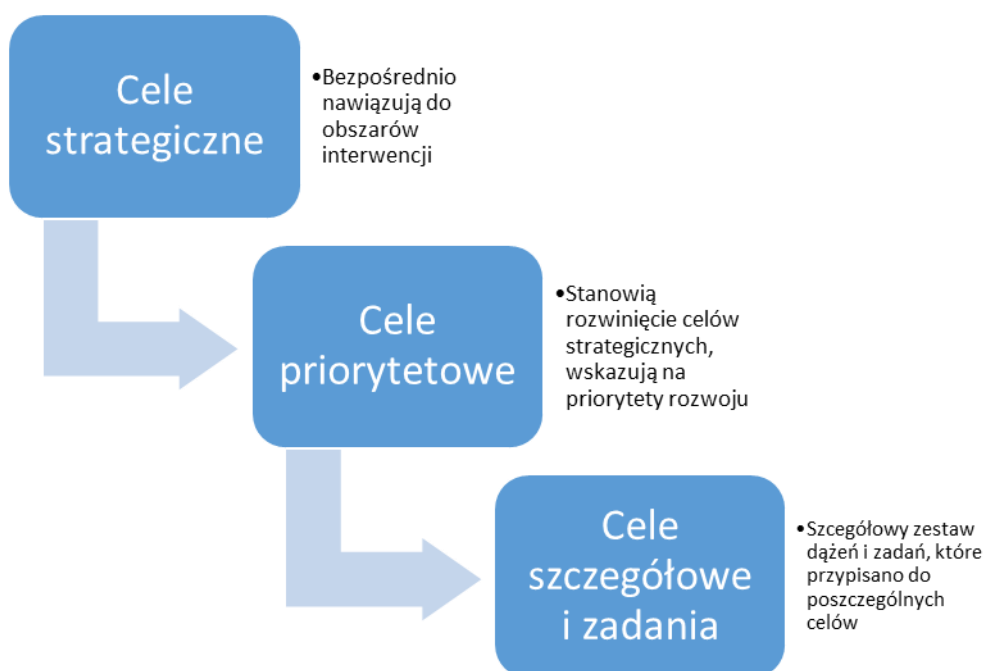 Cele
strategiczne
•Bezpośrednio
nawiązują do
obszarów
interwencji
Cele
priorytetowe
•Stanowią
rozwinięcie celów
strategicznych,
wskazują na
priorytety rozwoju
Cele
szczegółowe
i zadania
•Szcegółowy zestaw
dążeń i zadań, które
przypisano do
poszczególnych
celów